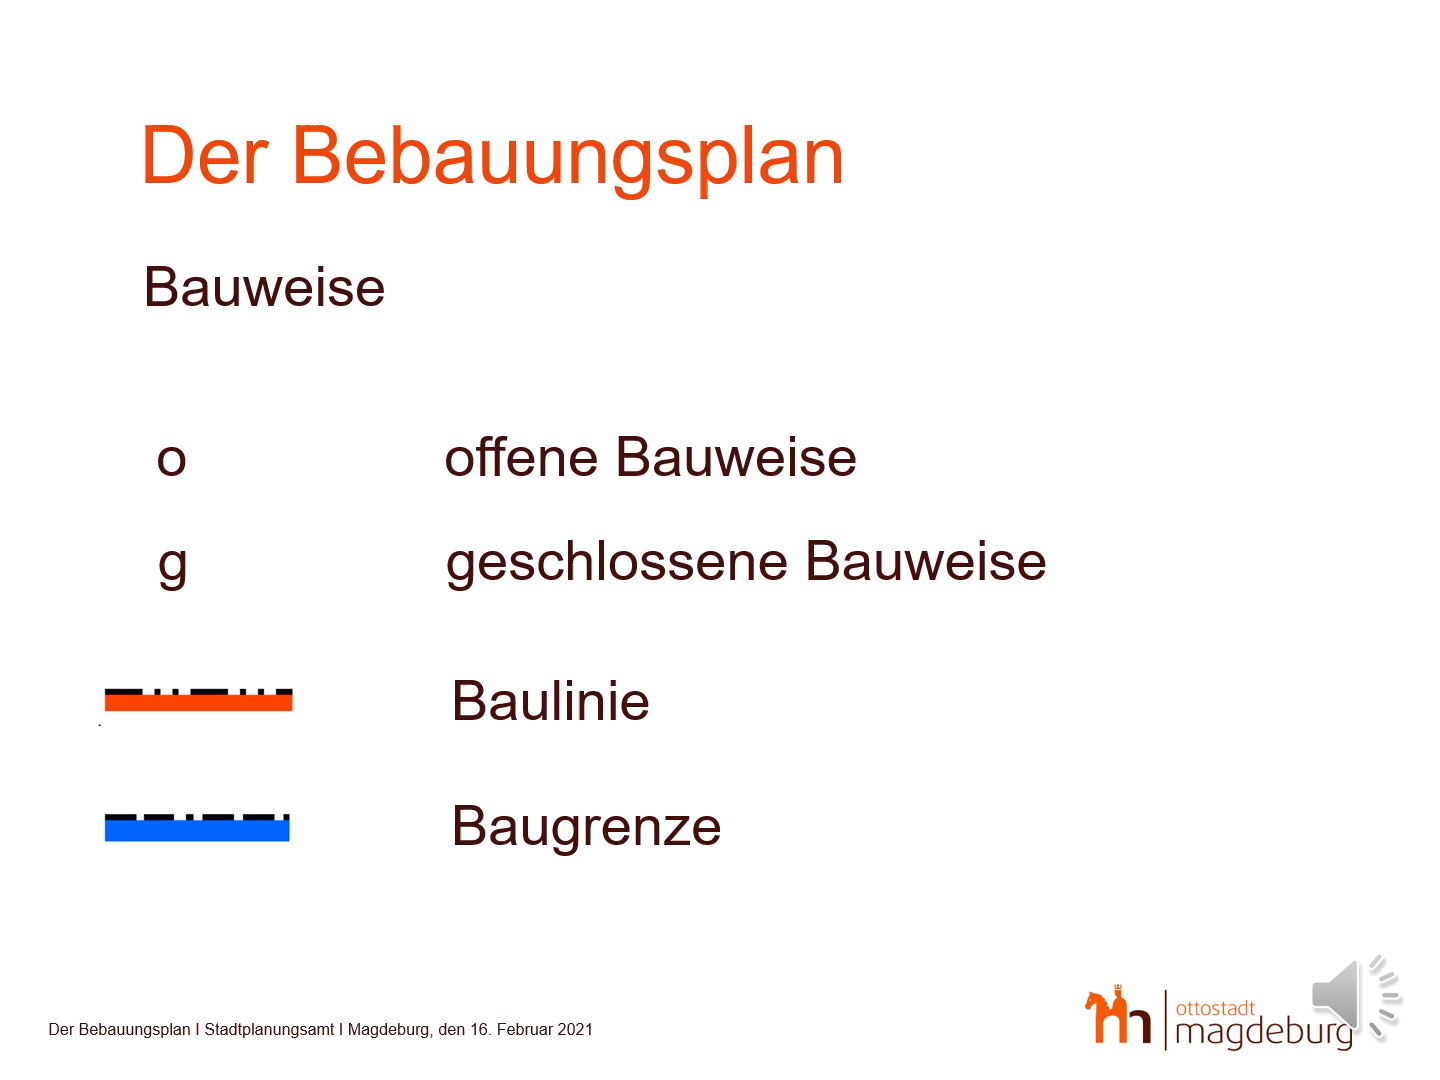 Der Bebauungsplan
Bauweise
o offene Bauweise
g geschlossene Bauweise
Baulinie
Baugrenze
Der Bebauungsplan I Stadtplanungsamt I Magdeburg, den 16. Februar 2021
ottostadt
magdeburg